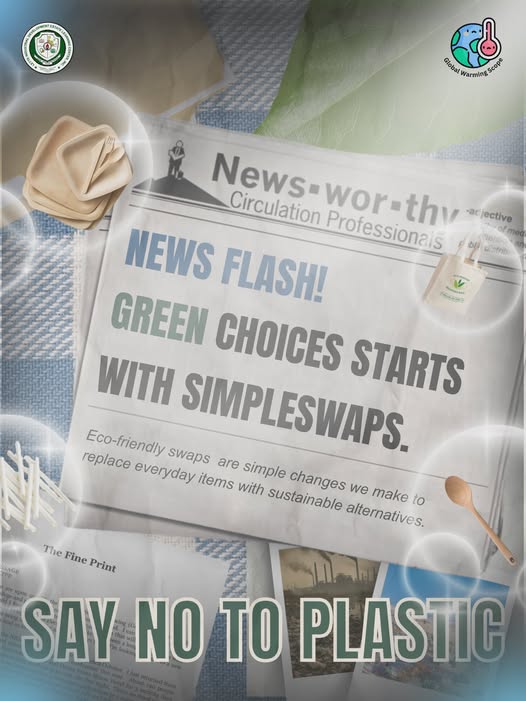 Global Warming Scope
News▪wor▪thy
-adjective
Circulation Professionals
NEWS FLASH!
GREEN CHOICES STARTS
WITH SIMPLESWAPS.
Eco-friendly swaps are simple changes we make to
replace everyday items with sustainable alternatives.
The Fine Print
SAY NO TO PLASTIC